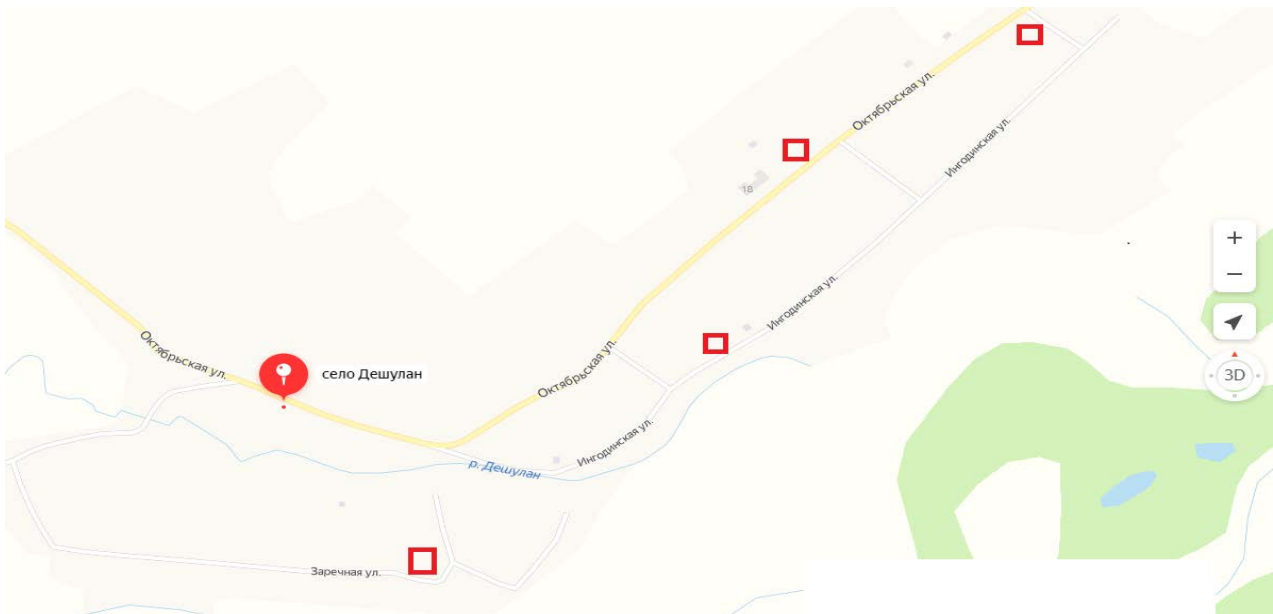 Октябрьская ул.
Ингодинская ул.
18
+
−
Ингодинская ул.
Октябрьская ул.
село Дешулан
Октябрьская ул.
3D
Ингодинская ул.
р. Дешулан
Заречная ул.